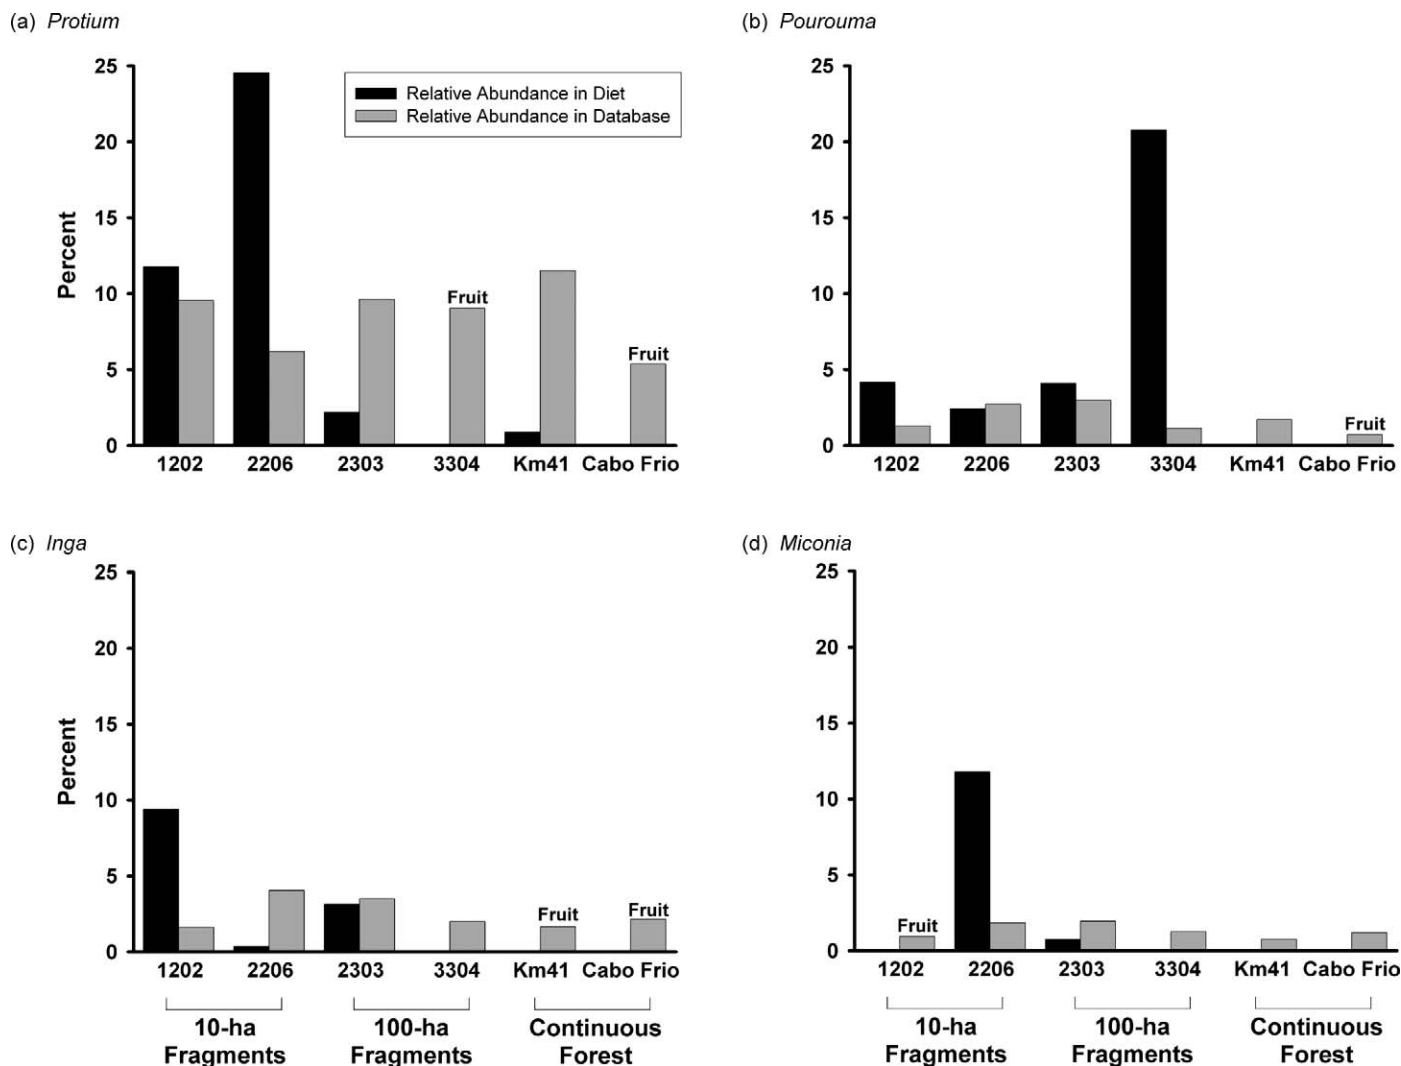 (a) Protium
25
20
15
10
5
0
Percent
Relative Abundance in Diet
Relative Abundance in Database
Fruit
Fruit
1202 2206 2303 3304 Km41 Cabo Frio
(b) Pourouma
25
20
15
10
5
0
Fruit
1202 2206 2303 3304 Km41 Cabo Frio
(c) Inga
25
20
15
10
5
0
Percent
Fruit
Fruit
1202 2206 2303 3304 Km41 Cabo Frio
10-ha
Fragments
100-ha
Fragments
Continuous
Forest
(d) Miconia
25
20
15
10
5
0
Fruit
1202 2206 2303 3304 Km41 Cabo Frio
10-ha
Fragments
100-ha
Fragments
Continuous
Forest